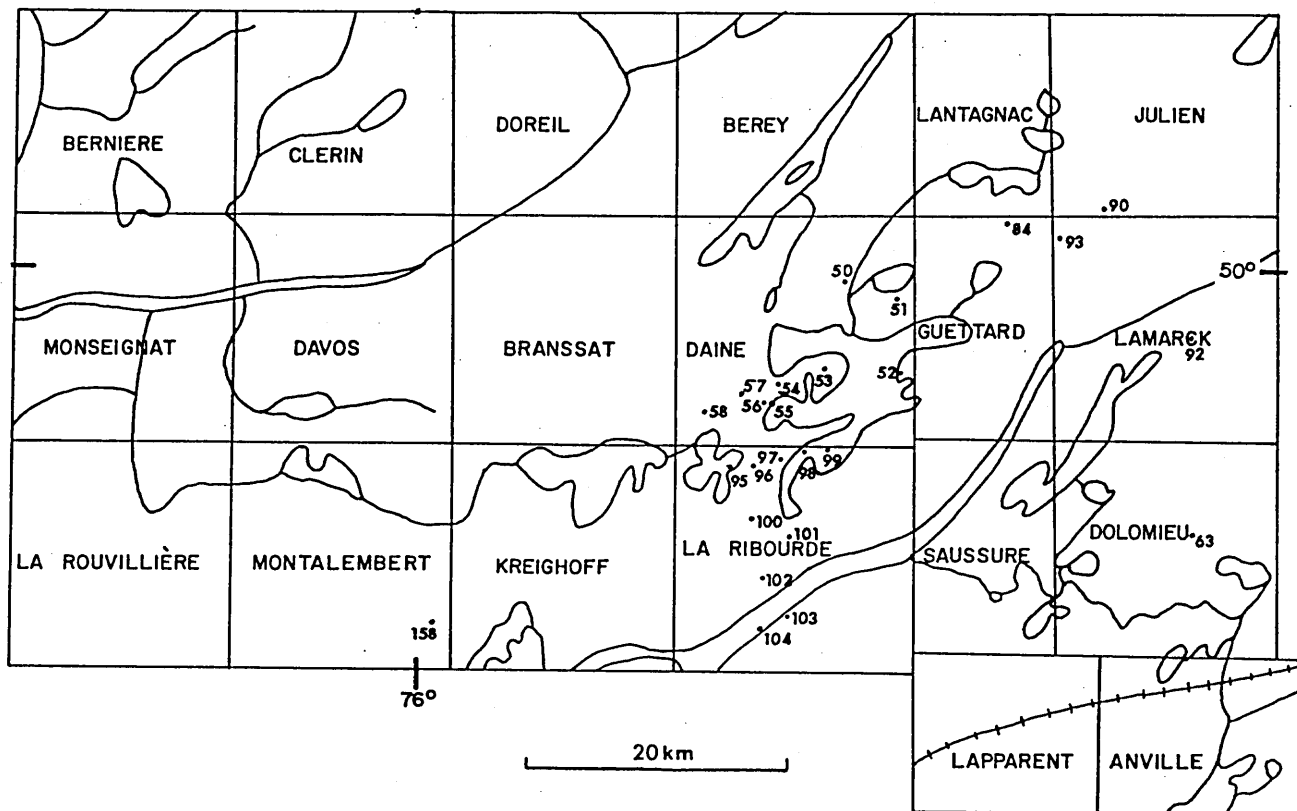 BERNIERE
CLERIN
DOREIL
BEREY
LANTAGNAC
JULIEN
90
84
93
50
50°
51
MONSEIGNAT
DAVOS
BRANSSAT
DAINE
GUETTARD
LAMARCK
92
57
54
53
52
58
56
55
97
99
95
96
98
100
101
LA ROUVILLIÈRE
MONTALEMBERT
KREIGHOFF
LA RIBOURDE
SAUSSURE
DOLOMIEU
63
102
103
158
104
76°
20 km
LAPPARENT
ANVILLE